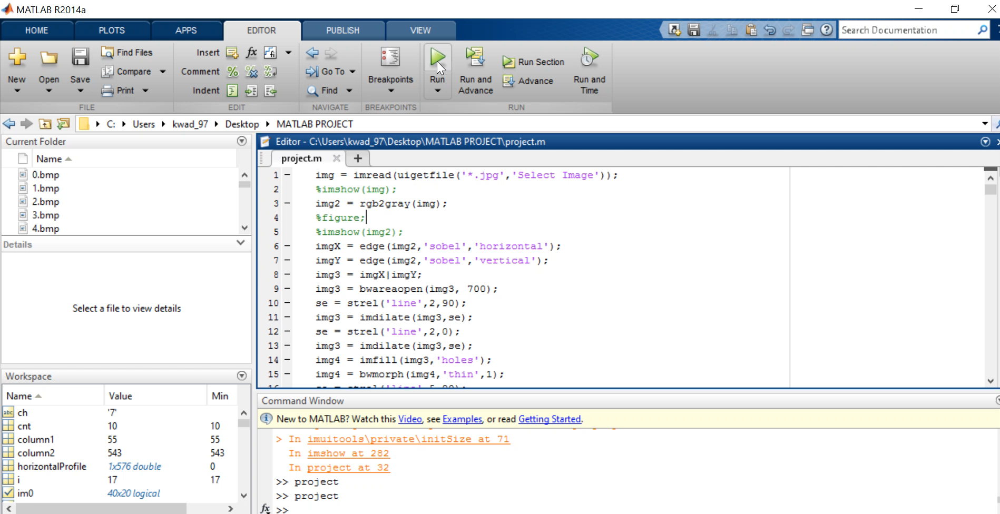 MATLAB R2014a
HOME PLOTS APPS EDITOR PUBLISH VIEW
Search Documentation
New
Open
Save
Find Files
Compare
Print
FILE
Insert fx
Comment
Indent
EDIT
Go To
Find
NAVIGATE
Breakpoints
BREAKPOINTS
Run
Run and
Advance
Run Section
Advance
Run and
Time
RUN
C: Users kwad_97 Desktop MATLAB PROJECT
Current Folder
Name
0.bmp
1.bmp
2.bmp
3.bmp
4.bmp
Details
Select a file to view details
Workspace
Name Value Min
abc ch '7'
cnt 10 10
column1 55 55
column2 543 543
horizontalProfile 1x576 double 0
i 17 17
im0 40x20 logical
Editor - C:\Users\kwad_97\Desktop\MATLAB PROJECT\project.m
project.m
1 - img = imread(uigetfile('*.jpg','Select Image'));
2 %imshow(img);
3 - img2 = rgb2gray(img);
4 %figure;
5 %imshow(img2);
6 - imgX = edge(img2,'sobel','horizontal');
7 - imgY = edge(img2,'sobel','vertical');
8 - img3 = imgX|imgY;
9 - img3 = bwareaopen(img3, 700);
10 - se = strel('line',2,90);
11 - img3 = imdilate(img3,se);
12 - se = strel('line',2,0);
13 - img3 = imdilate(img3,se);
14 - img4 = imfill(img3,'holes');
15 - img4 = bwmorph(img4,'thin',1);
Command Window
New to MATLAB? Watch this Video, see Examples, or read Getting Started.
> In imuitools\private\initSize at 71
In imshow at 282
In project at 32
>> project
>> project
fx >>